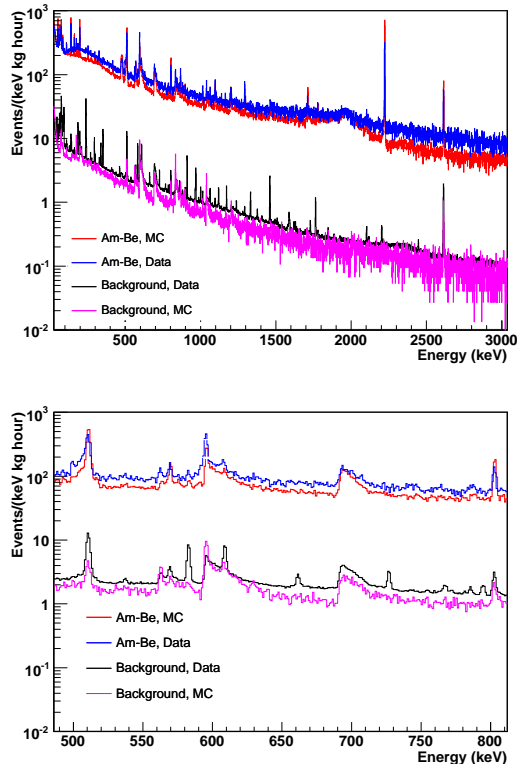 Events/(keV kg hour)
10³
10²
10
1
10⁻¹
10⁻²
Am-Be, MC
Am-Be, Data
Background, Data
Background, MC
500 1000 1500 2000 2500 3000
Energy (keV)
Events/(keV kg hour)
10³
10²
10
1
10⁻¹
10⁻²
Am-Be, MC
Am-Be, Data
Background, Data
Background, MC
500 550 600 650 700 750 800
Energy (keV)